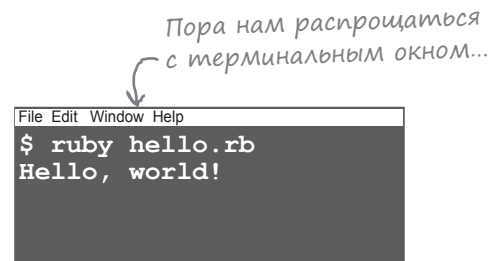 Пора нам распрощаться
с терминальным окном...
File Edit Window Help
$ ruby hello.rb
Hello, world!